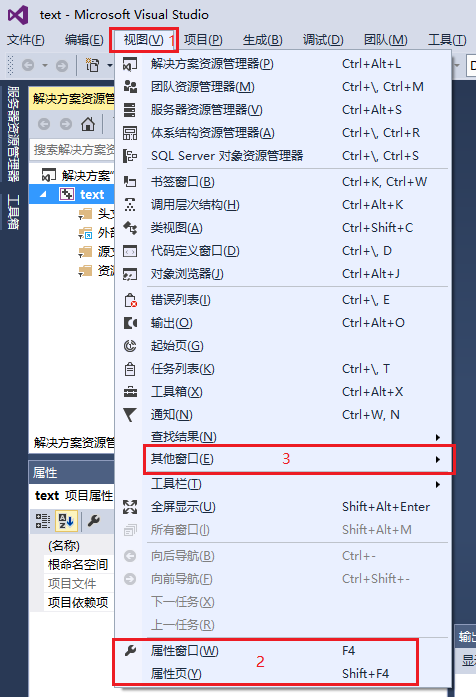 text - Microsoft Visual Studio
文件(F) 编辑(E) 视图(V) 1 项目(P) 生成(B) 调试(D) 团队(M) 工具(T)
服务器资源管理器
工具箱
解决方案资源管
搜索解决方案资
解决方案"
text
头文
外部
源文
资源
解决方案资源管
解决方案资源管理器(P) Ctrl+Alt+L
团队资源管理器(M) Ctrl+\, Ctrl+M
服务器资源管理器(V) Ctrl+Alt+S
体系结构资源管理器(A) Ctrl+\, Ctrl+R
SQL Server 对象资源管理器 Ctrl+\, Ctrl+S
书签窗口(B) Ctrl+K, Ctrl+W
调用层次结构(H) Ctrl+Alt+K
类视图(A) Ctrl+Shift+C
代码定义窗口(D) Ctrl+\, D
对象浏览器(J) Ctrl+Alt+J
错误列表(I) Ctrl+\, E
输出(O) Ctrl+Alt+O
起始页(G)
任务列表(K) Ctrl+\, T
工具箱(X) Ctrl+Alt+X
通知(N) Ctrl+W, N
查找结果(N)
其他窗口(E) 3
工具栏(T)
全屏显示(U) Shift+Alt+Enter
所有窗口(I) Shift+Alt+M
向后导航(B) Ctrl+-
向前导航(F) Ctrl+Shift+-
下一任务(X)
上一任务(R)
属性窗口(W) F4
2
属性页(Y) Shift+F4
属性
text 项目属性
(名称)
根命名空间
项目文件
项目依赖项
输出
显